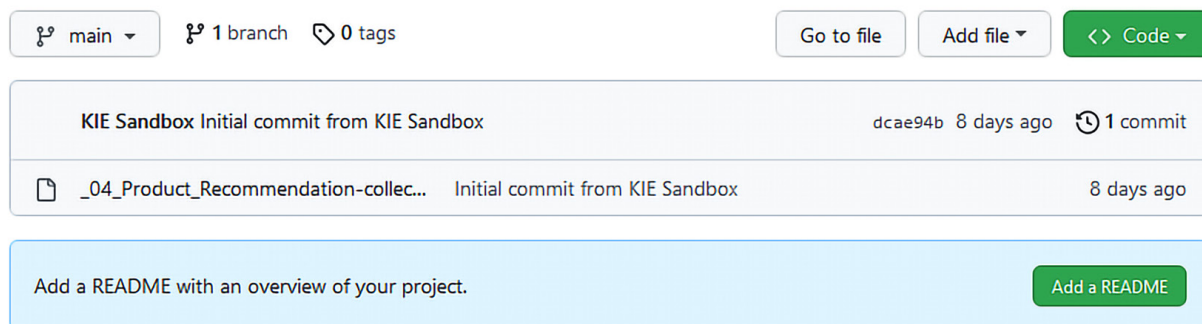 main 1 branch 0 tags Go to file Add file Code
KIE Sandbox Initial commit from KIE Sandbox dcae94b 8 days ago 1 commit
_04_Product_Recommendation-collec... Initial commit from KIE Sandbox 8 days ago
Add a README with an overview of your project. Add a README